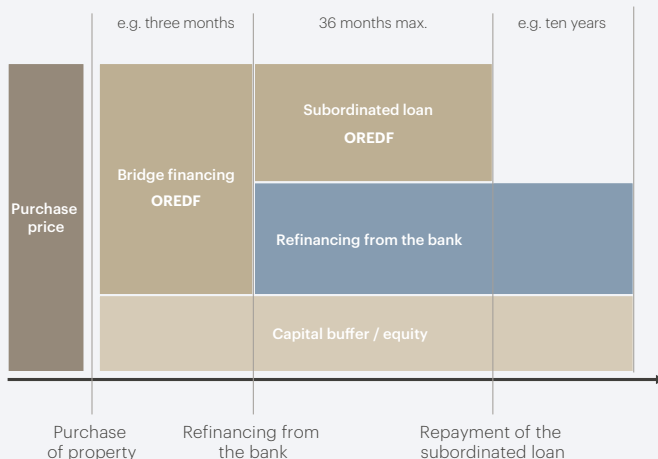 e.g. three months
36 months max.
e.g. ten years
Subordinated loan
OREDF
Bridge financing
OREDF
Purchase
price
Refinancing from the bank
Capital buffer / equity
Purchase
of property
Refinancing from
the bank
Repayment of the
subordinated loan